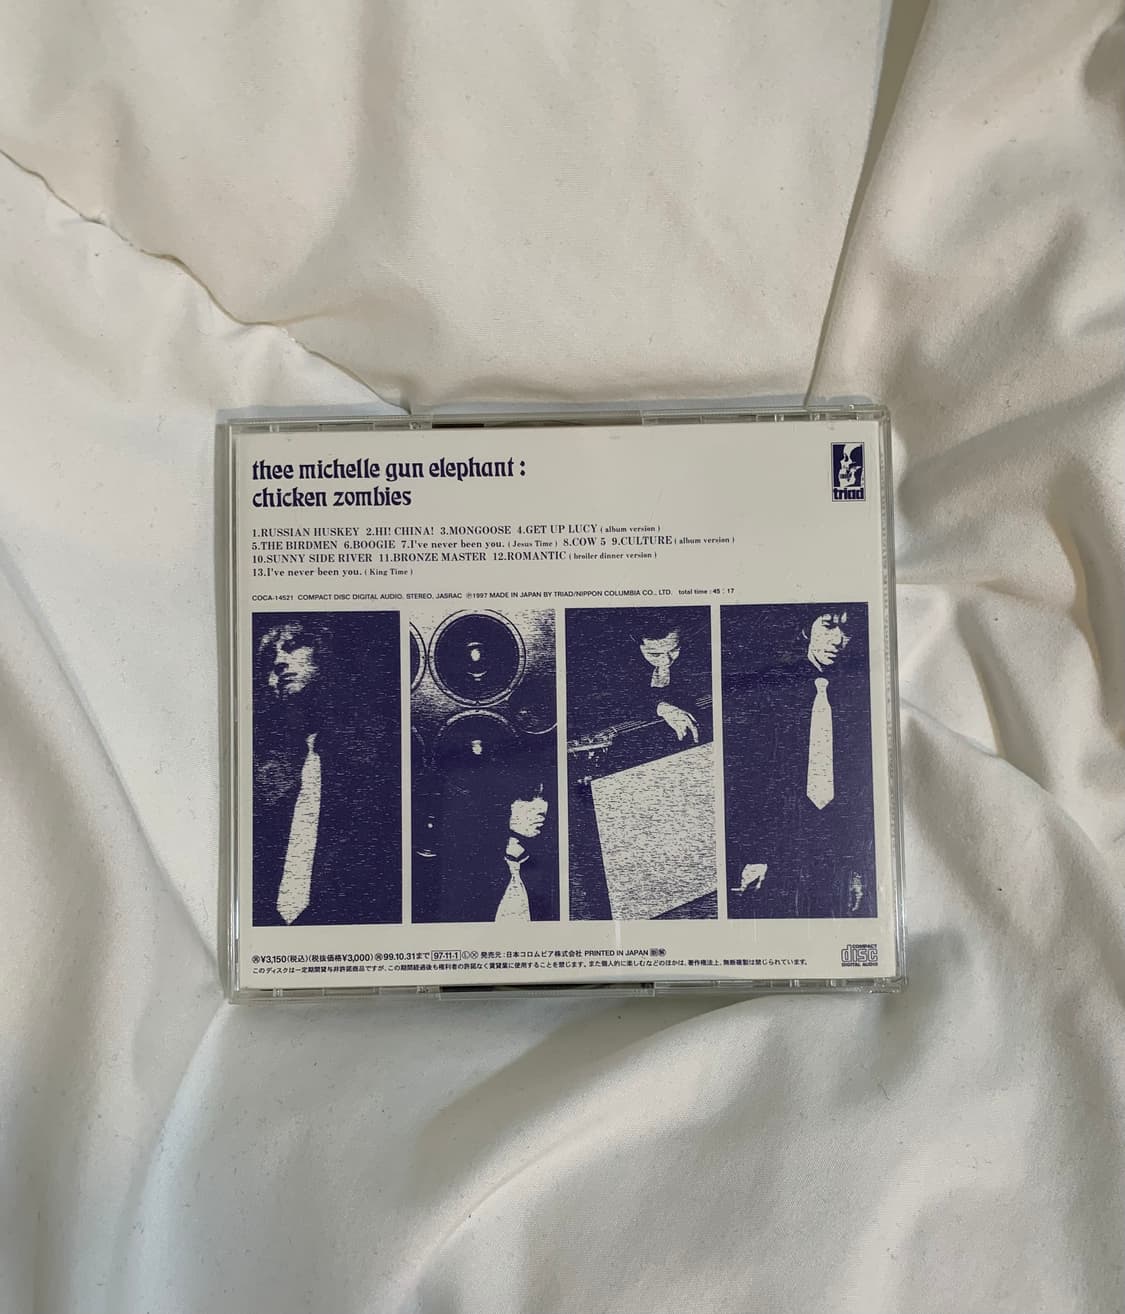 thee michelle gun elephant :
chicken zombies
triad
1.RUSSIAN HUSKEY 2.HI! CHINA! 3.MONGOOSE 4.GET UP LUCY ( album version )
5.THE BIRDMEN 6.BOOGIE 7.I've never been you. ( Jesus Time ) 8.COW 5 9.CULTURE ( album version )
10.SUNNY SIDE RIVER 11.BRONZE MASTER 12.ROMANTIC ( broiler dinner version )
13.I've never been you. ( King Time )
COCA-14521 COMPACT DISC DIGITAL AUDIO. STEREO, JASRAC ℗1997 MADE IN JAPAN BY TRIAD/NIPPON COLUMBIA CO., LTD. total time : 45 : 17
¥3,150(税込)(税抜価格¥3,000) 99.10.31まで 97·11·1 Ⓛ Ⓧ 発売元:日本コロムビア株式会社 PRINTED IN JAPAN
このディスクは一定期間貸与非許諾商品ですが、この期間経過後も権利者の許諾なく賃貸業に使用することを禁じます。また個人的に楽しむなどのほかは、著作権法上、無断複製は禁じられています。
COMPACT
disc
DIGITAL AUDIO